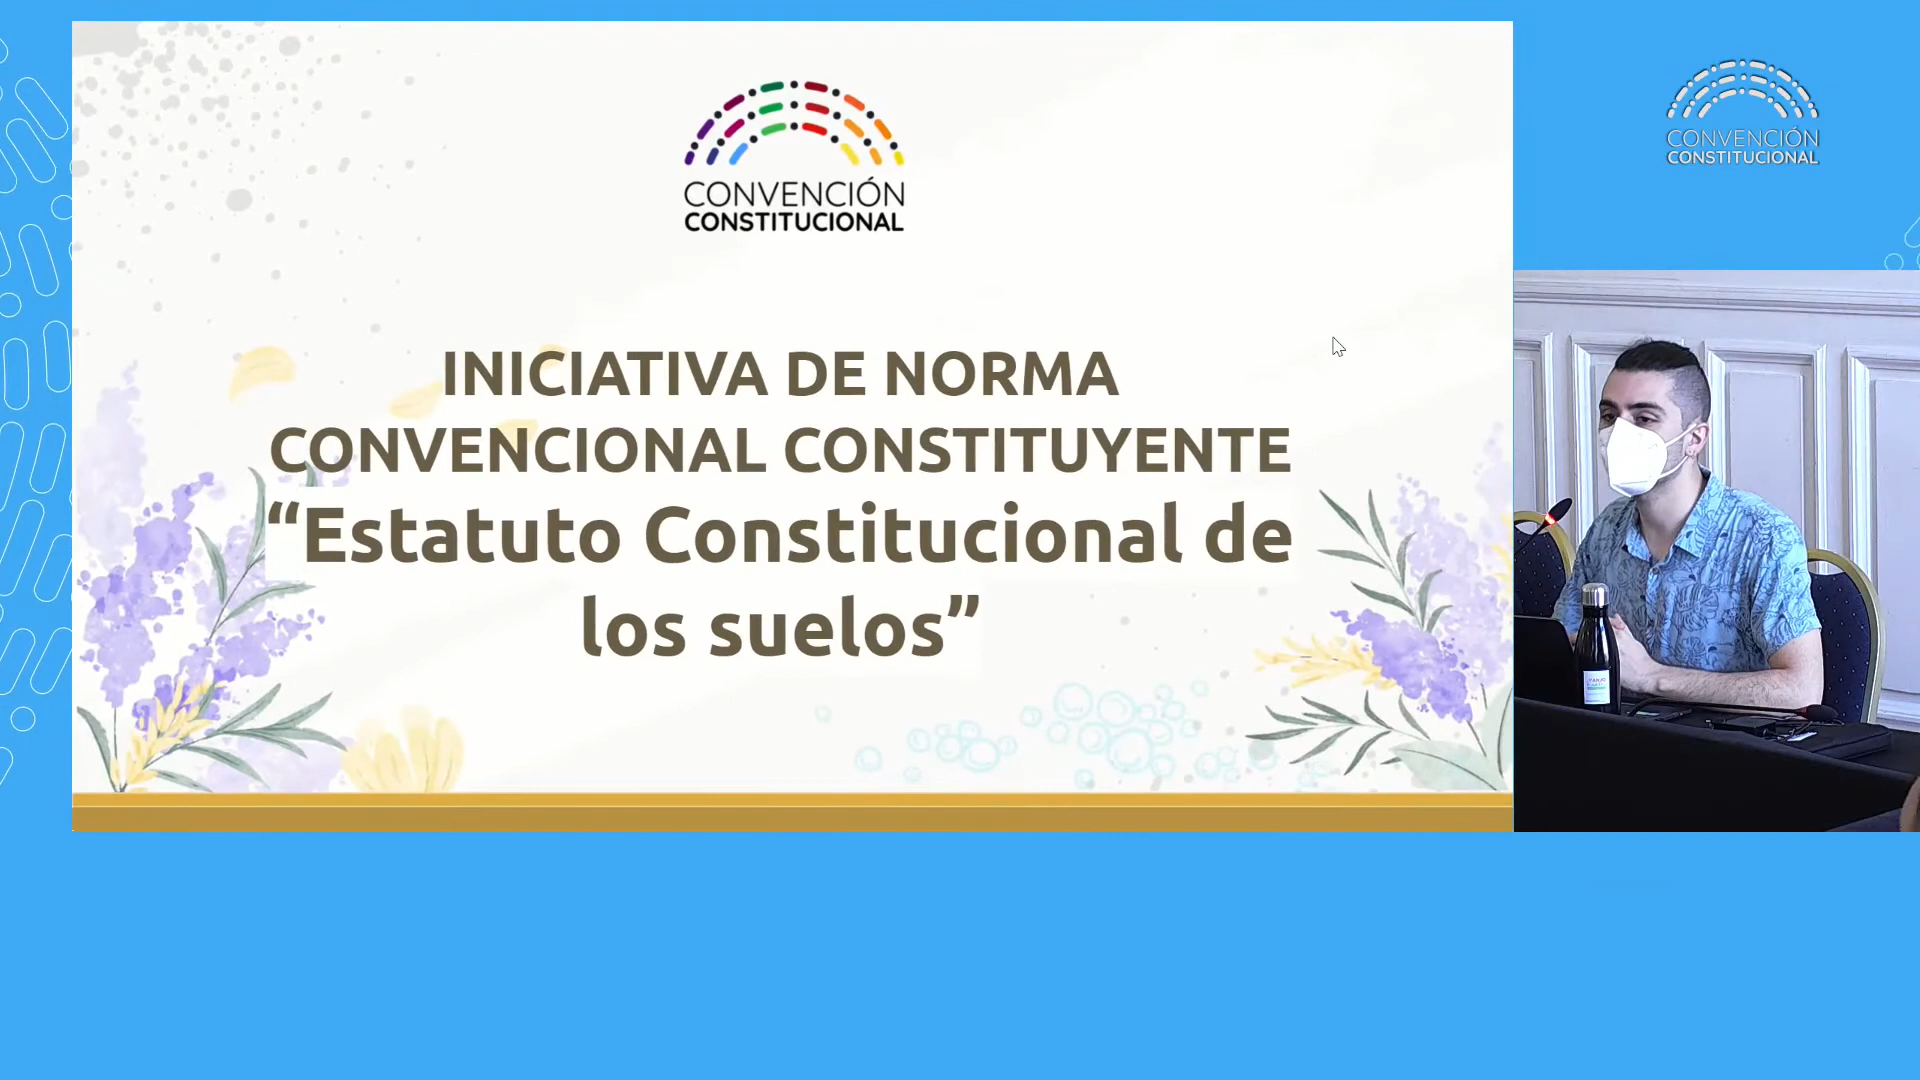 CONVENCIÓN
CONSTITUCIONAL
INICIATIVA DE NORMA
CONVENCIONAL CONSTITUYENTE
“Estatuto Constitucional de
los suelos”
CONVENCIÓN
CONSTITUCIONAL